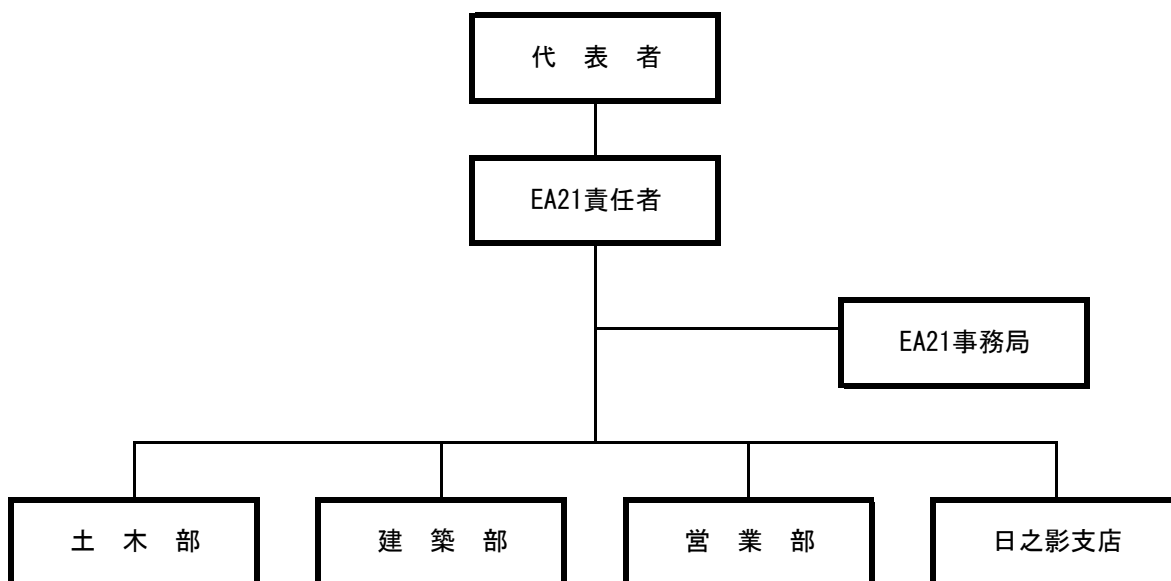 代　表　者
EA21責任者
EA21事務局
土　木　部
建　築　部
営　業　部
日之影支店